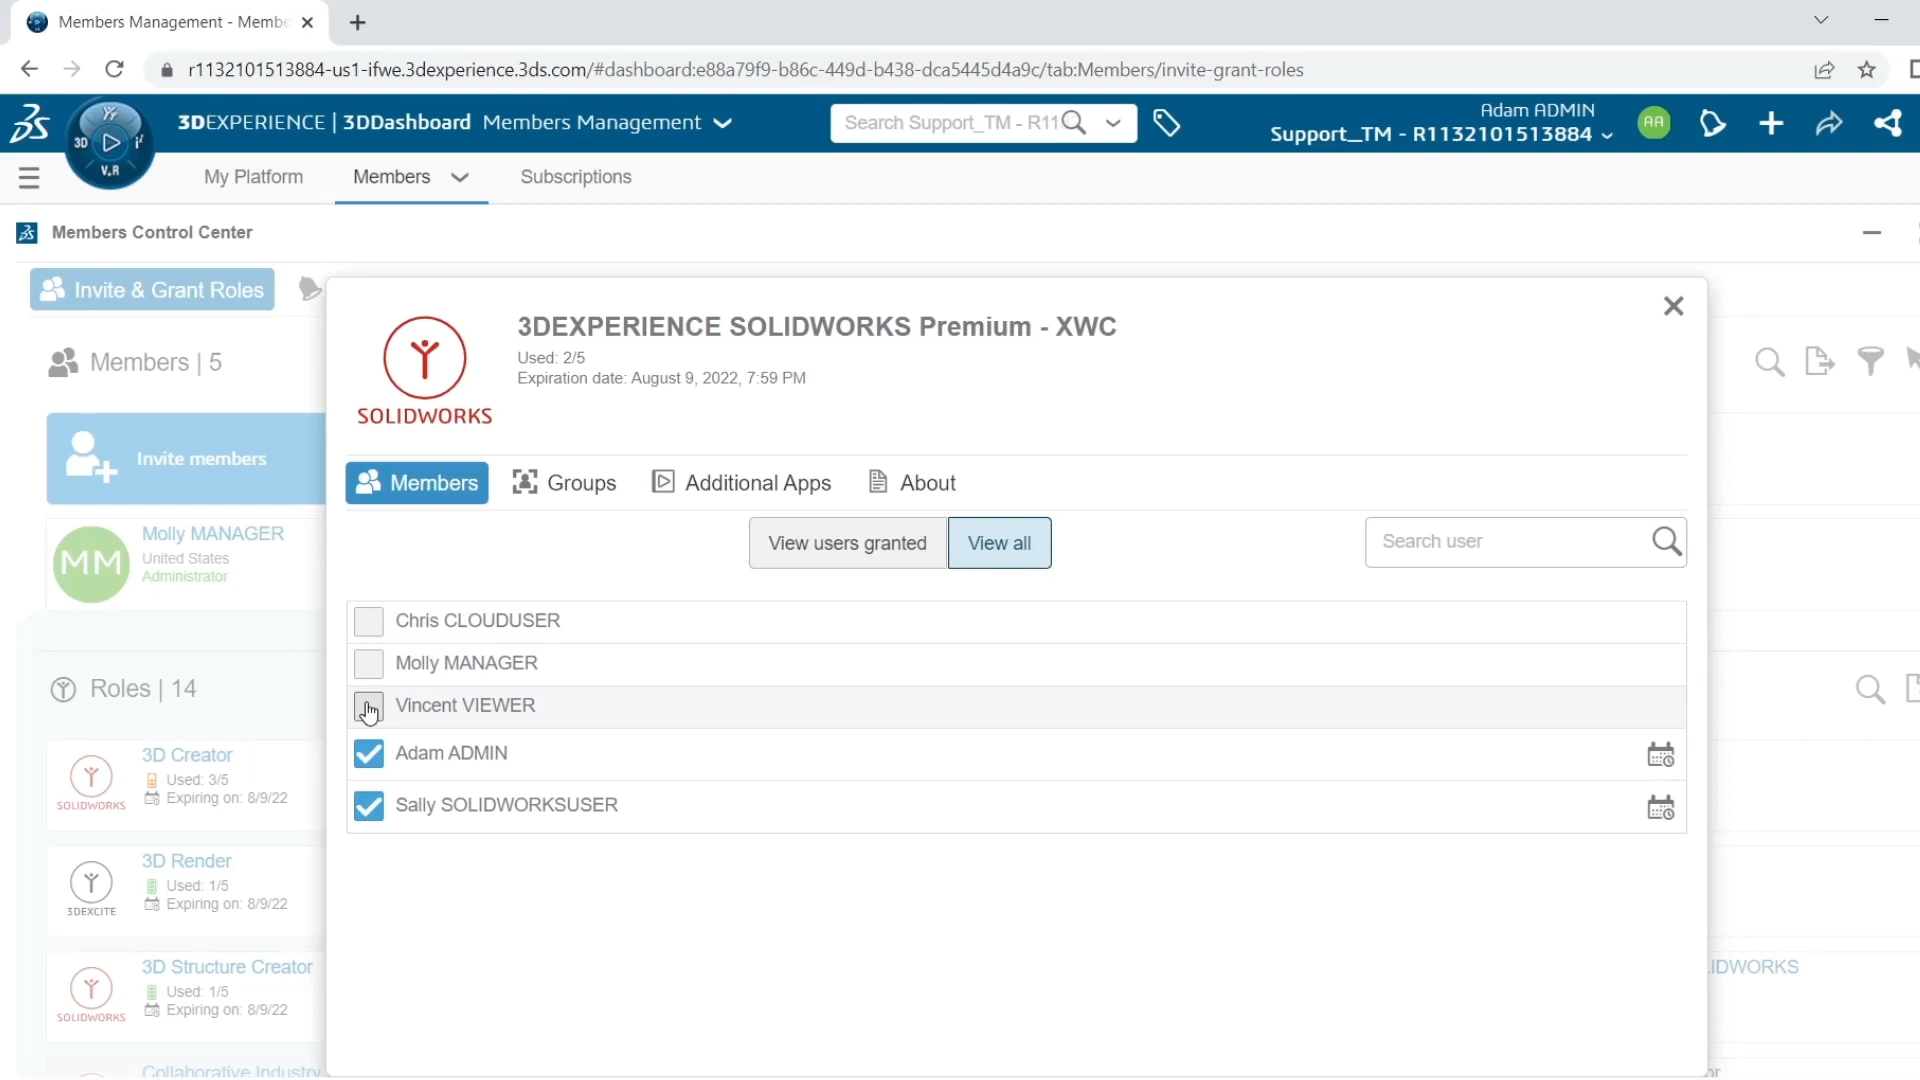 Members Management - Membe
r1132101513884-us1-ifwe.3dexperience.3ds.com/#dashboard:e88a79f9-b86c-449d-b438-dca5445d4a9c/tab:Members/invite-grant-roles
3D V.R
3DEXPERIENCE | 3DDashboard Members Management
Search Support_TM - R11
Adam ADMIN
Support_TM - R1132101513884
AA
My Platform Members Subscriptions
Members Control Center
Invite & Grant Roles
Members | 5
Invite members
MM
Molly MANAGER
United States
Administrator
Roles | 14
SOLIDWORKS
3D Creator
Used: 3/5
Expiring on: 8/9/22
3DEXCITE
3D Render
Used: 1/5
Expiring on: 8/9/22
SOLIDWORKS
3D Structure Creator
Used: 1/5
Expiring on: 8/9/22
Collaborative Industry
SOLIDWORKS
3DEXPERIENCE SOLIDWORKS Premium - XWC
Used: 2/5
Expiration date: August 9, 2022, 7:59 PM
Members Groups Additional Apps About
View users granted View all
Search user
Chris CLOUDUSER
Molly MANAGER
Vincent VIEWER
Adam ADMIN
Sally SOLIDWORKSUSER
IDWORKS